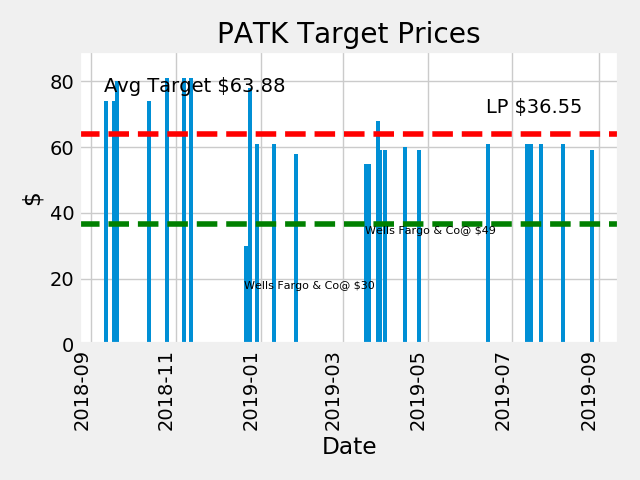 PATK Target Prices
Avg Target $63.88
LP $36.55
Wells Fargo & Co@ $49
Wells Fargo & Co@ $30
$
80
60
40
20
0
2018-09
2018-11
2019-01
2019-03
2019-05
2019-07
2019-09
Date